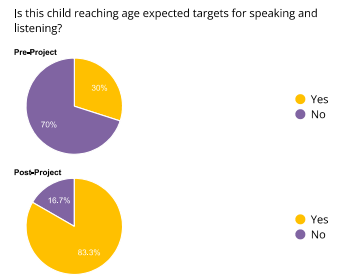 Is this child reaching age expected targets for speaking and
listening?
Pre-Project
30%
70%
Yes
No
Post-Project
16.7%
83.3%
Yes
No